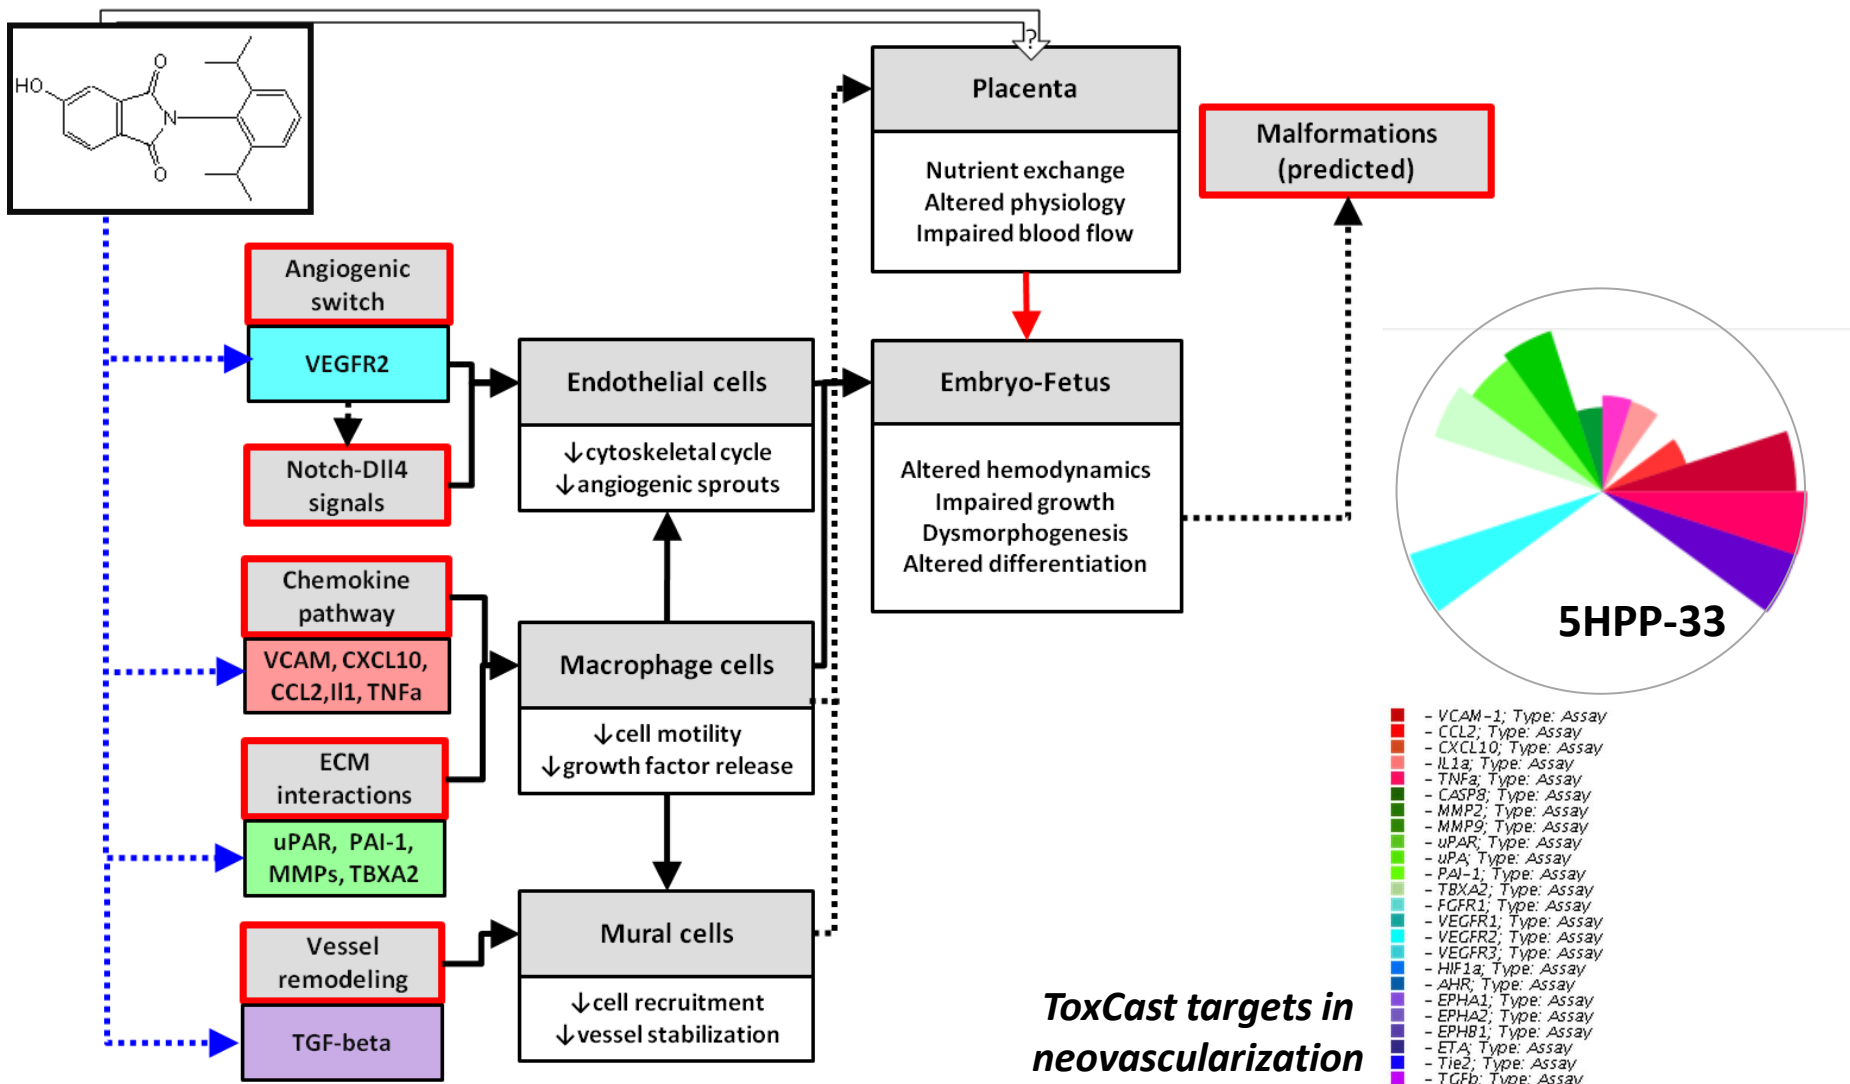 HO
O
N
O
?
Placenta
Nutrient exchange
Altered physiology
Impaired blood flow
Malformations
(predicted)
Angiogenic
switch
VEGFR2
Notch-Dll4
signals
Endothelial cells
↓cytoskeletal cycle
↓angiogenic sprouts
Embryo-Fetus
Altered hemodynamics
Impaired growth
Dysmorphogenesis
Altered differentiation
Chemokine
pathway
VCAM, CXCL10,
CCL2,Il1, TNFa
Macrophage cells
↓cell motility
↓growth factor release
ECM
interactions
uPAR, PAI-1,
MMPs, TBXA2
Vessel
remodeling
TGF-beta
Mural cells
↓cell recruitment
↓vessel stabilization
5HPP-33
ToxCast targets in
neovascularization
- VCAM-1; Type: Assay
- CCL2; Type: Assay
- CXCL10; Type: Assay
- IL1a; Type: Assay
- TNFa; Type: Assay
- CASP8; Type: Assay
- MMP2; Type: Assay
- MMP9; Type: Assay
- uPAR; Type: Assay
- uPA; Type: Assay
- PAI-1; Type: Assay
- TBXA2; Type: Assay
- FGFR1; Type: Assay
- VEGFR1; Type: Assay
- VEGFR2; Type: Assay
- VEGFR3; Type: Assay
- HIF1a; Type: Assay
- AHR; Type: Assay
- EPHA1; Type: Assay
- EPHA2; Type: Assay
- EPHB1; Type: Assay
- ETA; Type: Assay
- Tie2; Type: Assay
- TGFb; Type: Assay